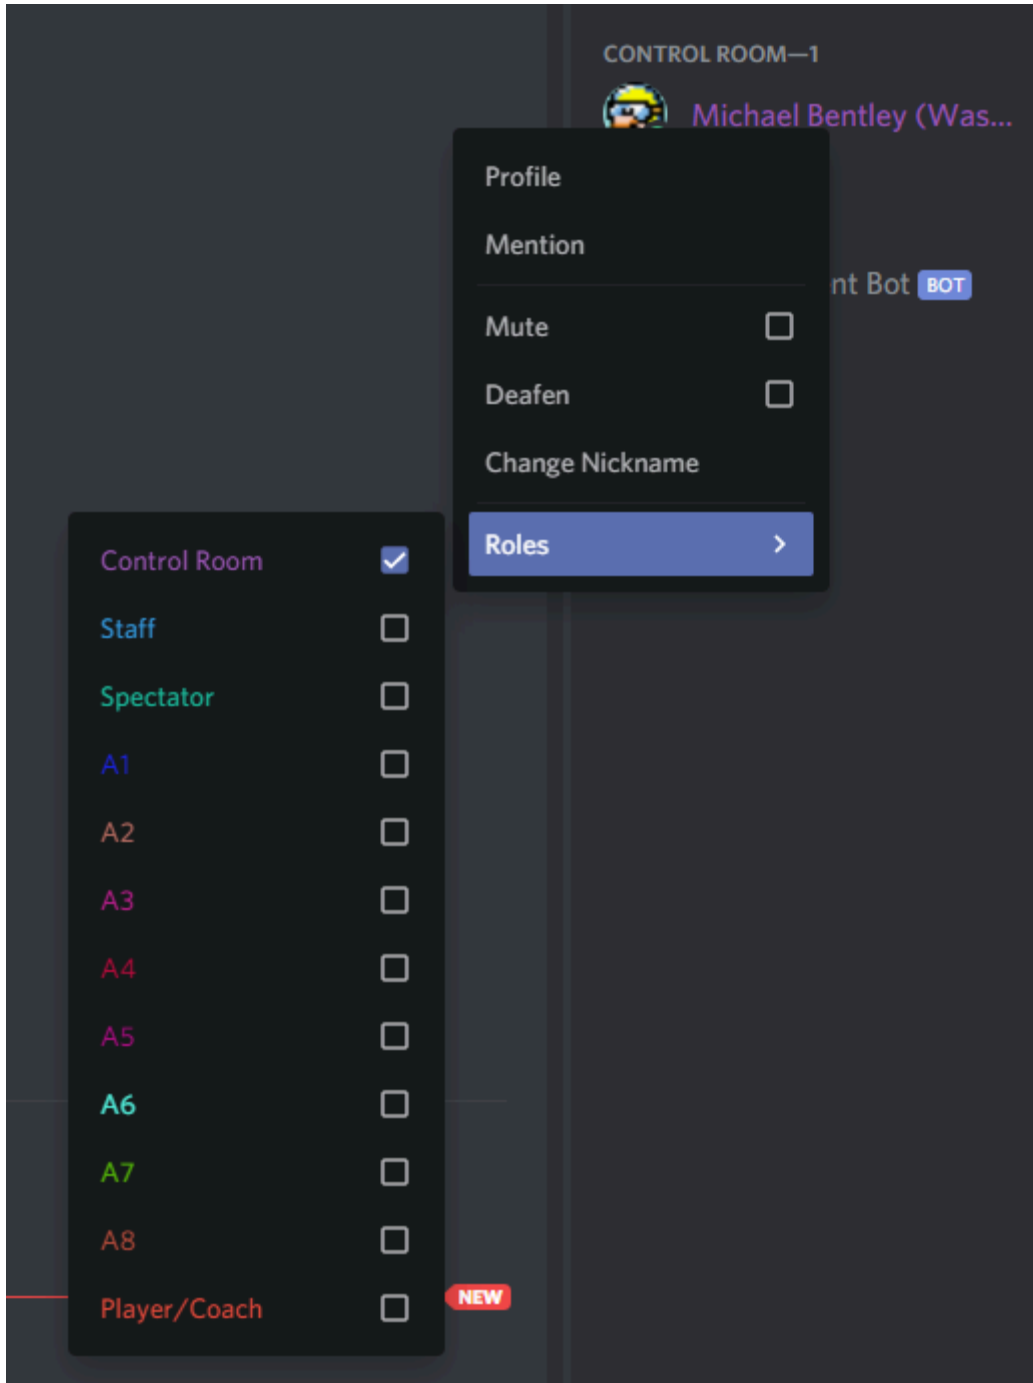 CONTROL ROOM—1
Michael Bentley (Was...
Profile
Mention
nt Bot BOT
Mute
Deafen
Change Nickname
Roles
Control Room
Staff
Spectator
A1
A2
A3
A4
A5
A6
A7
A8
Player/Coach
NEW